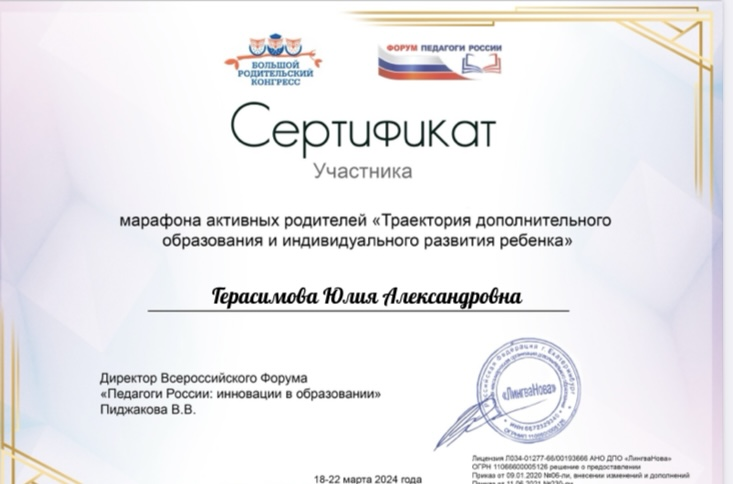 БОЛЬШОЙ
РОДИТЕЛЬСКИЙ
КОНГРЕСС
ФОРУМ ПЕДАГОГИ РОССИИ
Сертификат
Участника
марафона активных родителей «Траектория дополнительного
образования и индивидуального развития ребенка»
Герасимова Юлия Александровна
Директор Всероссийского Форума
«Педагоги России: инновации в образовании»
Пиджакова В.В.
«ЛингваНова»
Лицензия Л034-01277-66/00193666 АНО ДПО «ЛингваНова»
ОГРН 11066600005126 решение о предоставлении
Приказ от 09.01.2020 №06-ли, внесении изменений и дополнений
18-22 марта 2024 года